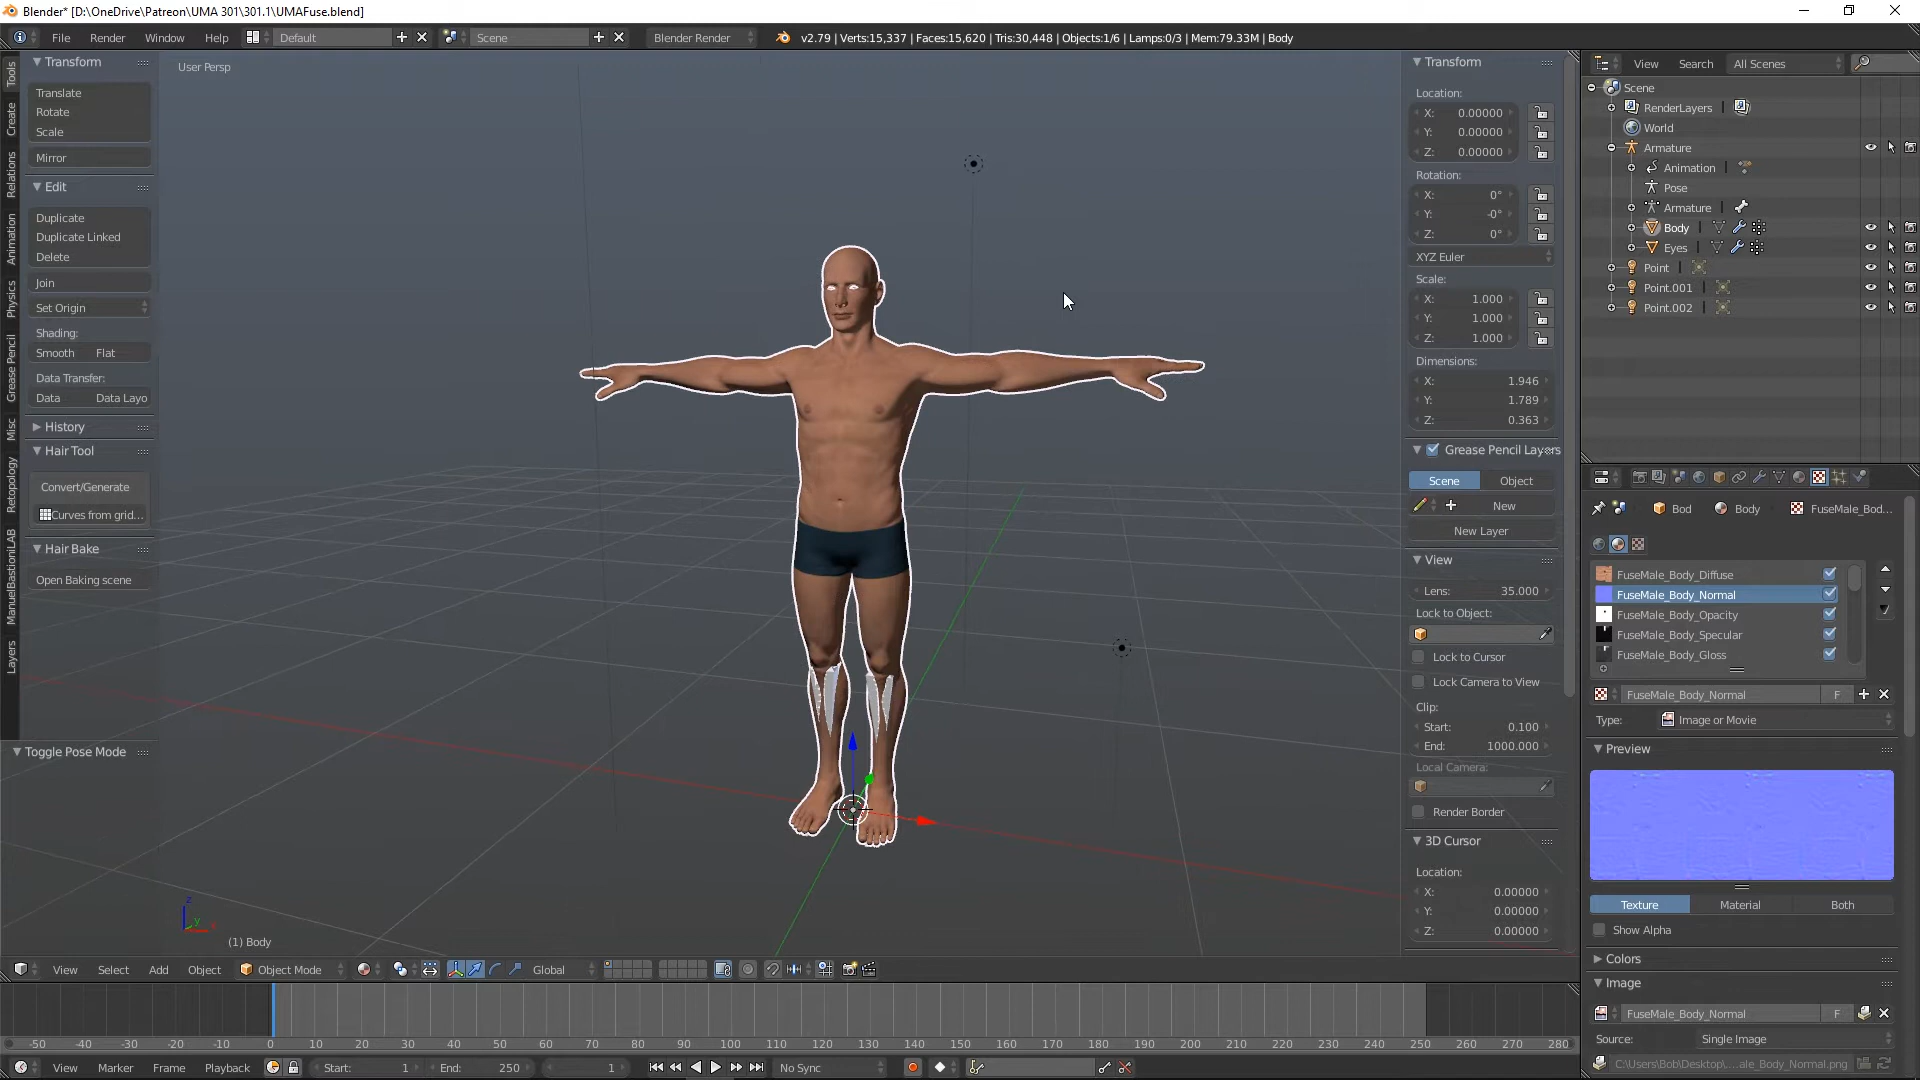 Blender* [D:\OneDrive\Patreon\UMA 301\301.1\UMAFuse.blend]
File Render Window Help Default Scene Blender Render v2.79 | Verts:15,337 | Faces:15,620 | Tris:30,448 | Objects:1/6 | Lamps:0/3 | Mem:79.33M | Body
Tools
Create
Relations
Animation
Physics
Grease Pencil
Misc
Retopology
ManuelBastioniLAB
Layers
Transform
Translate
Rotate
Scale
Mirror
Edit
Duplicate
Duplicate Linked
Delete
Join
Set Origin
Shading:
Smooth Flat
Data Transfer:
Data Data Layo
History
Hair Tool
Convert/Generate
Curves from grid...
Hair Bake
Open Baking scene
Toggle Pose Mode
User Persp
(1) Body
Transform
Location:
X: 0.00000
Y: 0.00000
Z: 0.00000
Rotation:
X: 0°
Y: -0°
Z: 0°
XYZ Euler
Scale:
X: 1.000
Y: 1.000
Z: 1.000
Dimensions:
X: 1.946
Y: 1.789
Z: 0.363
Grease Pencil Layers
Scene Object
New
New Layer
View
Lens: 35.000
Lock to Object:
Lock to Cursor
Lock Camera to View
Clip:
Start: 0.100
End: 1000.000
Local Camera:
Render Border
3D Cursor
Location:
X: 0.00000
Y: 0.00000
Z: 0.00000
View Search All Scenes
Scene
RenderLayers
World
Armature
Animation
Pose
Armature
Body
Eyes
Point
Point.001
Point.002
Bod Body FuseMale_Bod...
FuseMale_Body_Diffuse
FuseMale_Body_Normal
FuseMale_Body_Opacity
FuseMale_Body_Specular
FuseMale_Body_Gloss
FuseMale_Body_Normal F
Type: Image or Movie
Preview
Texture Material Both
Show Alpha
Colors
Image
FuseMale_Body_Normal F
Source: Single Image
C:\Users\Bob\Desktop\...ale_Body_Normal.png
View Select Add Object Object Mode Global
-50 -40 -30 -20 -10 0 10 20 30 40 50 60 70 80 90 100 110 120 130 140 150 160 170 180 190 200 210 220 230 240 250 260 270 280
View Marker Frame Playback Start: 1 End: 250 1 No Sync